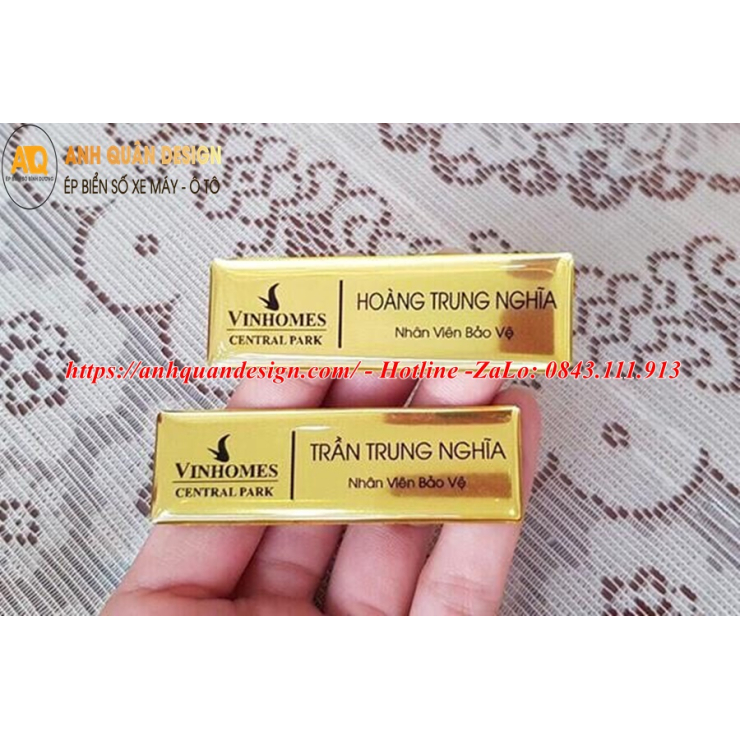 AQ
ANH QUÂN DESIGN
ÉP BIỂN SỐ XE MÁY - Ô TÔ
VINHOMES
CENTRAL PARK
HOÀNG TRUNG NGHĨA
Nhân Viên Bảo Vệ
https://anhquandesign.com/ - Hotline -ZaLo: 0843.111.913
VINHOMES
CENTRAL PARK
TRẦN TRUNG NGHĨA
Nhân Viên Bảo Vệ